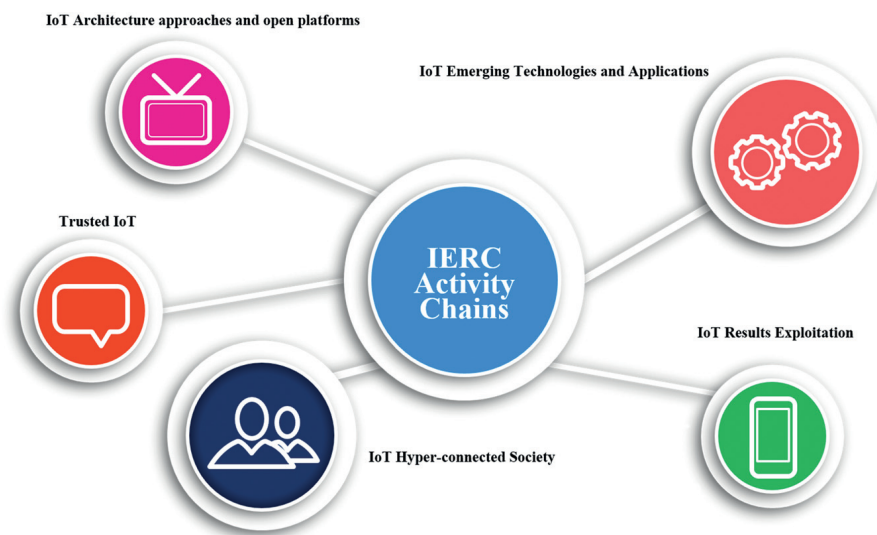 IoT Architecture approaches and open platforms
IoT Emerging Technologies and Applications
Trusted IoT
IERC
Activity
Chains
IoT Results Exploitation
IoT Hyper-connected Society